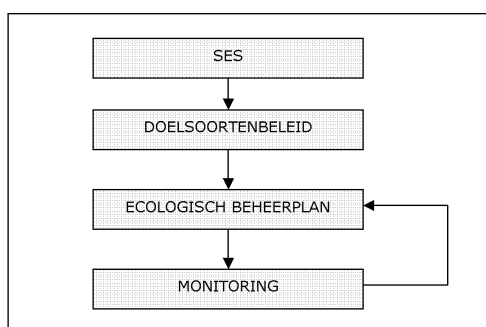 SES
DOELSOORTENBELEID
ECOLOGISCH BEHEERPLAN
MONITORING